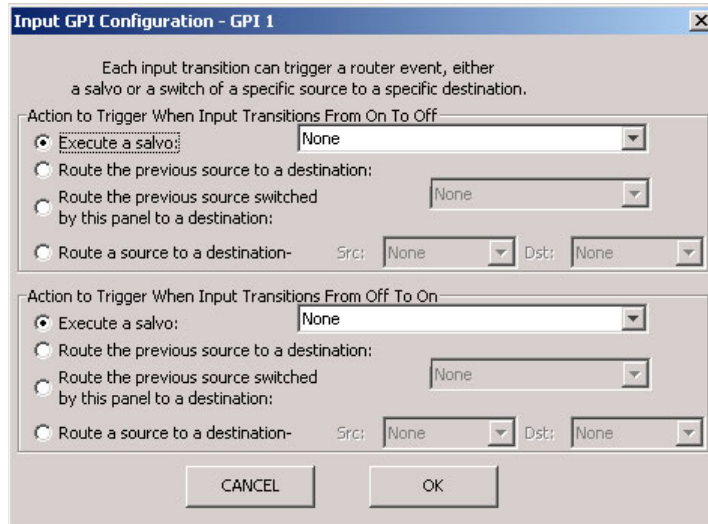 Input GPI Configuration - GPI 1
Each input transition can trigger a router event, either
a salvo or a switch of a specific source to a specific destination.
Action to Trigger When Input Transitions From On To Off
Execute a salvo: None
Route the previous source to a destination:
Route the previous source switched
by this panel to a destination:
None
Route a source to a destination- Src: None Dst: None
Action to Trigger When Input Transitions From Off To On
Execute a salvo: None
Route the previous source to a destination:
Route the previous source switched
by this panel to a destination:
None
Route a source to a destination- Src: None Dst: None
CANCEL OK